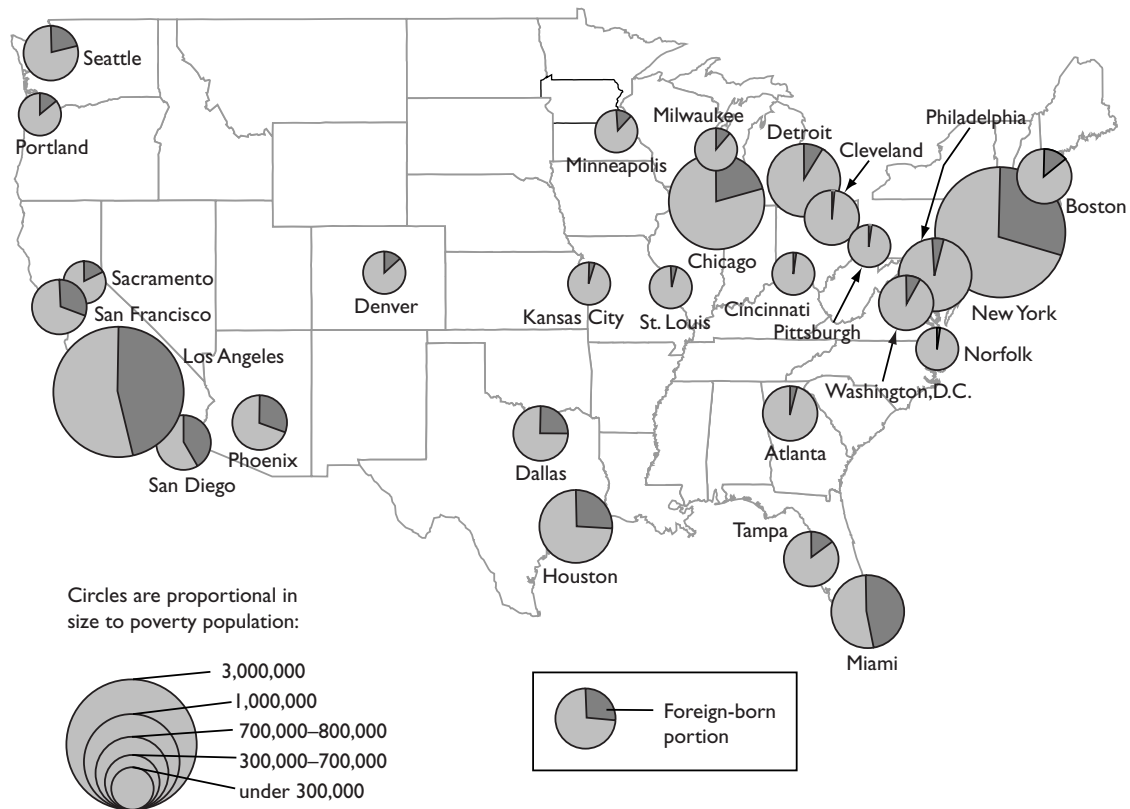 Seattle
Portland
Milwaukee
Minneapolis
Detroit
Philadelphia
Cleveland
Boston
Chicago
Sacramento
San Francisco
Denver
Kansas City
St. Louis
Cincinnati
Pittsburgh
New York
Los Angeles
Norfolk
Washington,D.C.
Phoenix
San Diego
Dallas
Atlanta
Houston
Tampa
Miami
Circles are proportional in
size to poverty population:
3,000,000
1,000,000
700,000–800,000
300,000–700,000
under 300,000
Foreign-born
portion